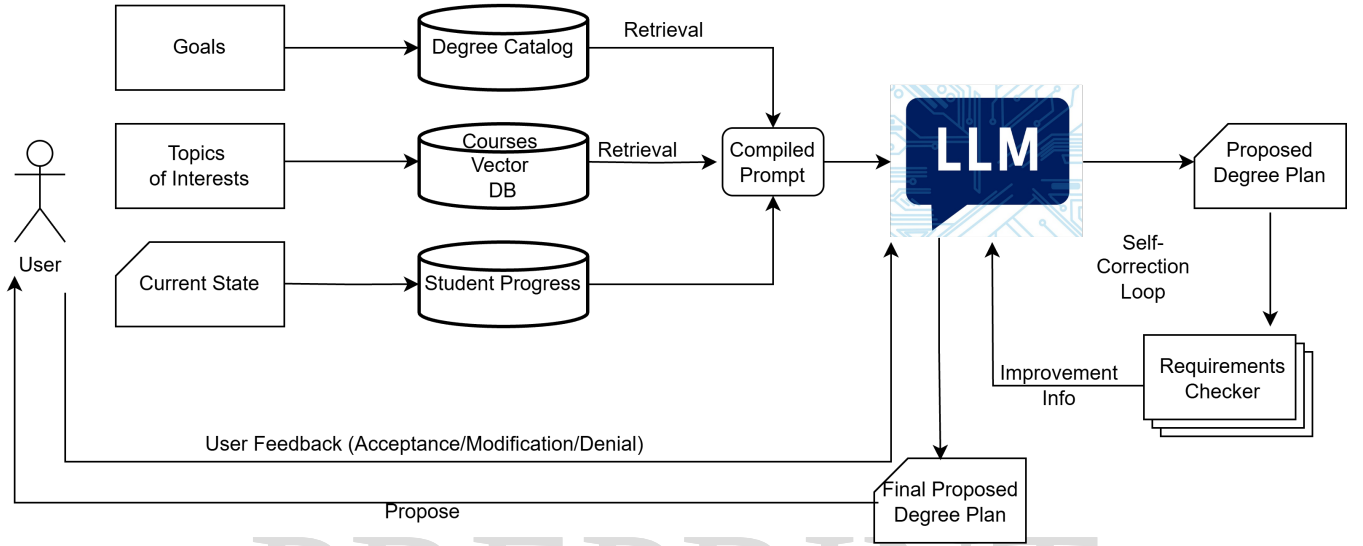 Goals
Degree Catalog
Retrieval
Topics
of Interests
Courses
Vector
DB
Retrieval
Compiled
Prompt
LLM
Proposed
Degree Plan
User
Current State
Student Progress
Self-
Correction
Loop
Requirements
Checker
Improvement
Info
User Feedback (Acceptance/Modification/Denial)
Final Proposed
Degree Plan
Propose